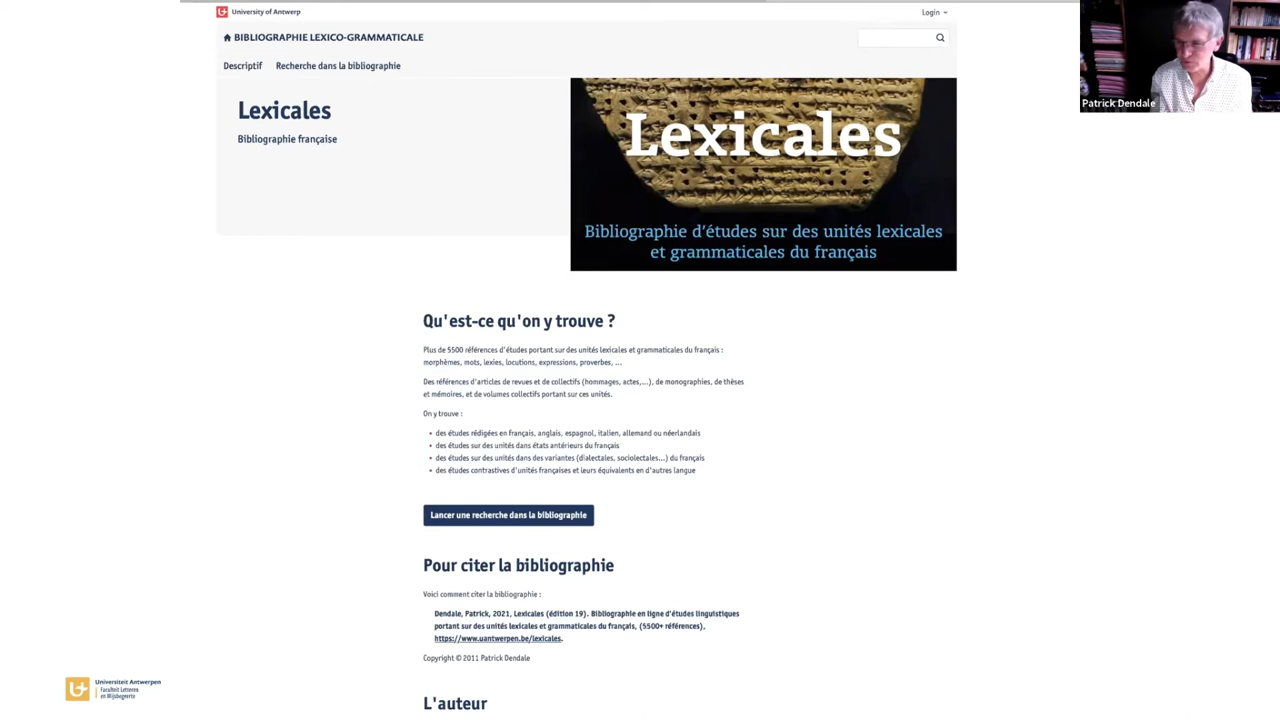 University of Antwerp
Login
BIBLIOGRAPHIE LEXICO-GRAMMATICALE
Descriptif Recherche dans la bibliographie
Patrick Dendale
Lexicales
Bibliographie française
Lexicales
Bibliographie d'études sur des unités lexicales
et grammaticales du français
Qu'est-ce qu'on y trouve ?
Plus de 5500 références d'études portant sur des unités lexicales et grammaticales du français :
morphèmes, mots, lexies, locutions, expressions, proverbes, ...
Des références d'articles de revues et de collectifs (hommages, actes,...), de monographies, de thèses
et mémoires, et de volumes collectifs portant sur ces unités.
On y trouve :
• des études rédigées en français, anglais, espagnol, italien, allemand ou néerlandais
• des études sur des unités dans états antérieurs du français
• des études sur des unités dans des variantes (dialectales, sociolectales...) du français
• des études contrastives d'unités françaises et leurs équivalents en d'autres langue
Lancer une recherche dans la bibliographie
Pour citer la bibliographie
Voici comment citer la bibliographie :
Dendale, Patrick, 2021, Lexicales (édition 19). Bibliographie en ligne d'études linguistiques
portant sur des unités lexicales et grammaticales du français, (5500+ références),
https://www.uantwerpen.be/lexicales.
Copyright © 2011 Patrick Dendale
L'auteur
Universiteit Antwerpen
Faculteit Letteren
en Wijsbegeerte